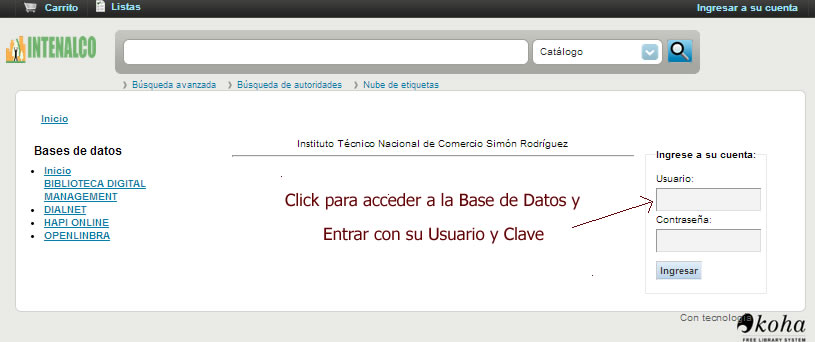 Carrito
Listas
Ingresar a su cuenta
INTENALCO
Catálogo
Búsqueda avanzada
Búsqueda de autoridades
Nube de etiquetas
Inicio
Bases de datos
Inicio
BIBLIOTECA DIGITAL
MANAGEMENT
DIALNET
HAPI ONLINE
OPENLINBRA
Instituto Técnico Nacional de Comercio Simón Rodríguez
Click para acceder a la Base de Datos y
Entrar con su Usuario y Clave
Ingrese a su cuenta:
Usuario:
Contraseña:
Ingresar
Con tecnología
koha
FREE LIBRARY SYSTEM